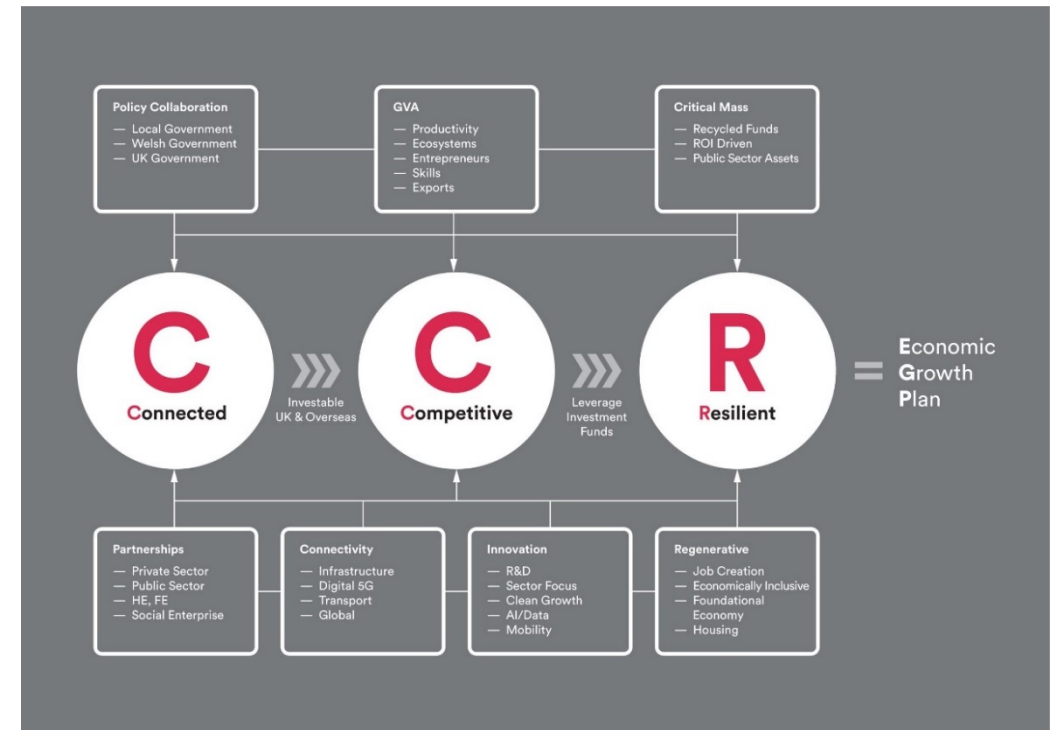 Policy Collaboration
— Local Government
— Welsh Government
— UK Government
GVA
— Productivity
— Ecosystems
— Entrepreneurs
— Skills
— Exports
Critical Mass
— Recycled Funds
— ROI Driven
— Public Sector Assets
C
Connected
Investable
UK & Overseas
C
Competitive
Leverage
Investment
Funds
R
Resilient
=
Economic
Growth
Plan
Partnerships
— Private Sector
— Public Sector
— HE, FE
— Social Enterprise
Connectivity
— Infrastructure
— Digital 5G
— Transport
— Global
Innovation
— R&D
— Sector Focus
— Clean Growth
— AI/Data
— Mobility
Regenerative
— Job Creation
— Economically Inclusive
— Foundational
Economy
— Housing